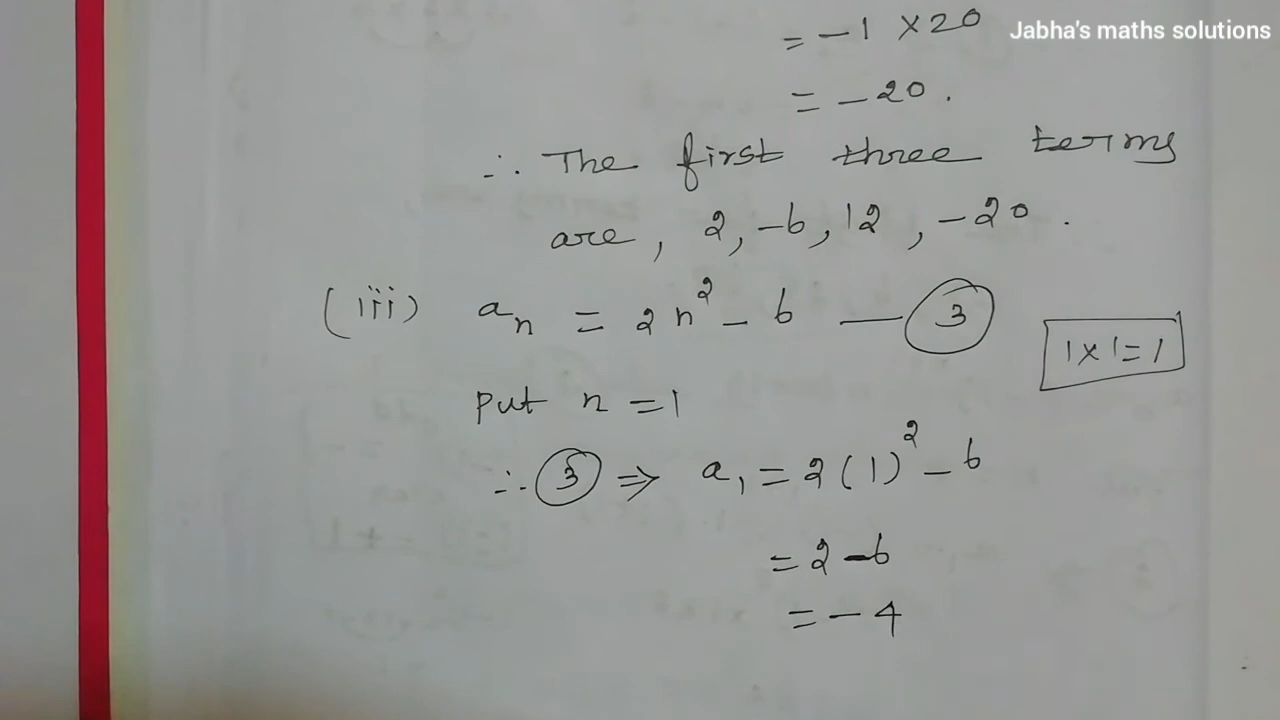 = -1 × 20
Jabha's maths solutions
= -20.
∴ The first three terms
are, 2, -6, 12, -20.
(iii) aₙ = 2n² - 6 — ③
1 × 1 = 1
put n = 1
∴ ③ ⇒ a₁ = 2(1)² - 6
= 2 - 6
= -4